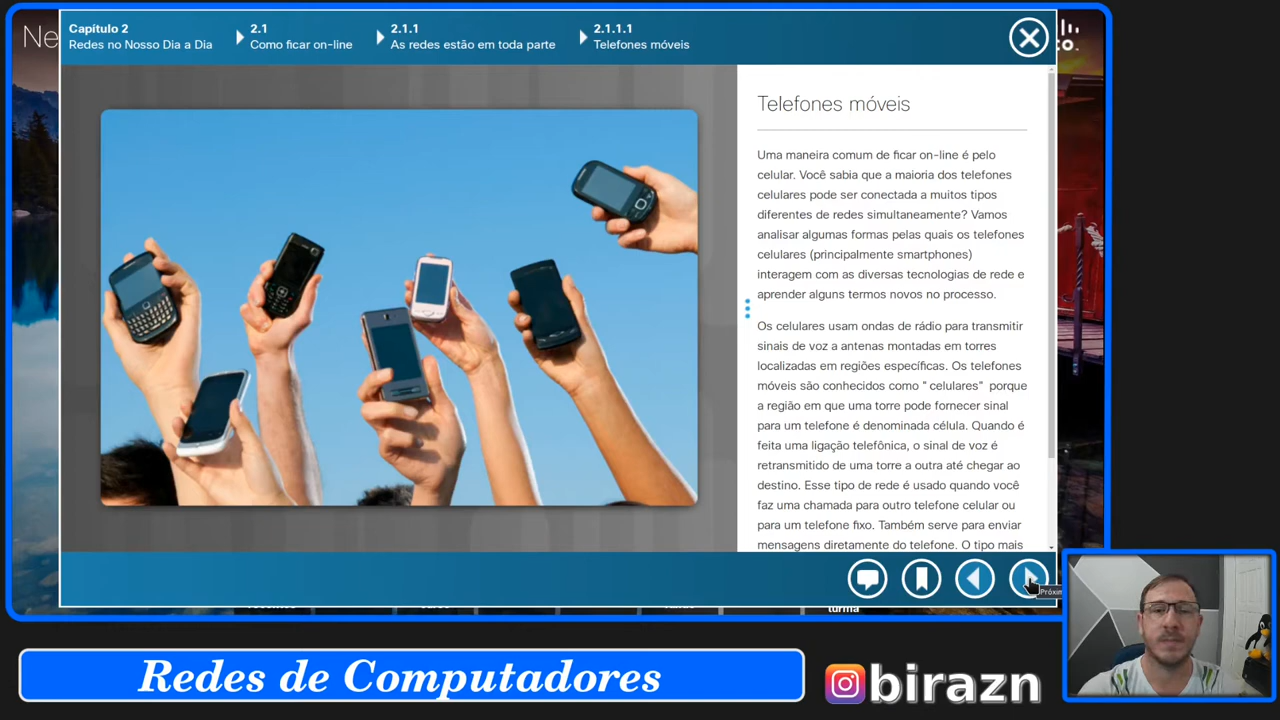 Ne
Capítulo 2
Redes no Nosso Dia a Dia
2.1
Como ficar on-line
2.1.1
As redes estão em toda parte
2.1.1.1
Telefones móveis
Telefones móveis
Uma maneira comum de ficar on-line é pelo
celular. Você sabia que a maioria dos telefones
celulares pode ser conectada a muitos tipos
diferentes de redes simultaneamente? Vamos
analisar algumas formas pelas quais os telefones
celulares (principalmente smartphones)
interagem com as diversas tecnologias de rede e
aprender alguns termos novos no processo.
Os celulares usam ondas de rádio para transmitir
sinais de voz a antenas montadas em torres
localizadas em regiões específicas. Os telefones
móveis são conhecidos como " celulares" porque
a região em que uma torre pode fornecer sinal
para um telefone é denominada célula. Quando é
feita uma ligação telefônica, o sinal de voz é
retransmitido de uma torre a outra até chegar ao
destino. Esse tipo de rede é usado quando você
faz uma chamada para outro telefone celular ou
para um telefone fixo. Também serve para enviar
mensagens diretamente do telefone. O tipo mais
turma
Redes de Computadores
birazn